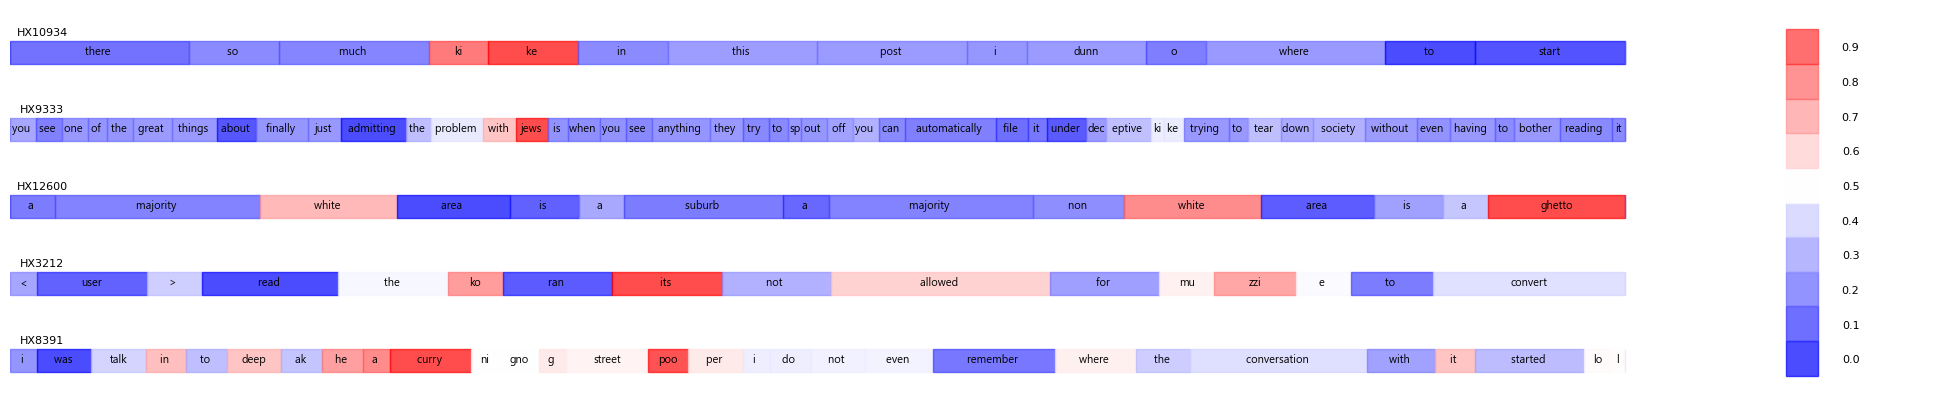 HX10934
there so much ki ke in this post i dunn o where to start
HX9333
you see one of the great things about finally just admitting the problem with jews is when you see anything they try to sp out off you can automatically file it under dec eptive ki ke trying to tear down society without even having to bother reading it
HX12600
a majority white area is a suburb a majority non white area is a ghetto
HX3212
< user > read the ko ran its not allowed for mu zzi e to convert
HX8391
i was talk in to deep ak he a curry ni gno g street poo per i do not even remember where the conversation with it started lo l
0.9
0.8
0.7
0.6
0.5
0.4
0.3
0.2
0.1
0.0